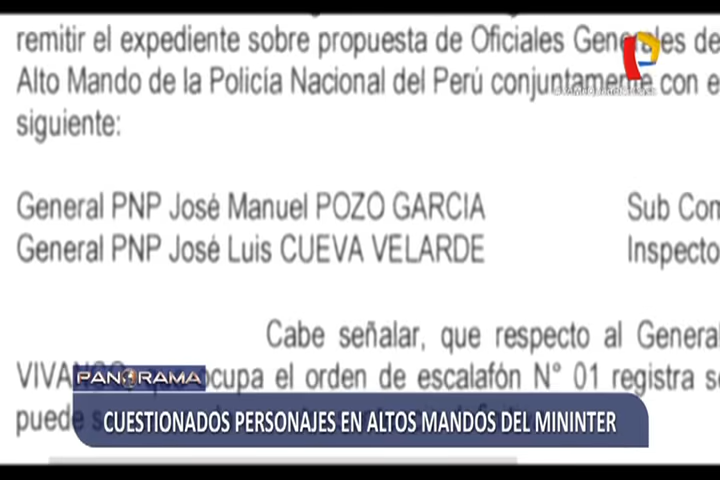 remitir el expediente sobre propuesta de Oficiales Generales de
Alto Mando de la Policía Nacional del Perú conjuntamente con e
siguiente:
General PNP José Manuel POZO GARCIA Sub Com
General PNP José Luis CUEVA VELARDE Inspecto
Cabe señalar, que respecto al General
ocupa el orden de escalafón N° 01 registra se
puede
PANORAMA
CUESTIONADOS PERSONAJES EN ALTOS MANDOS DEL MININTER